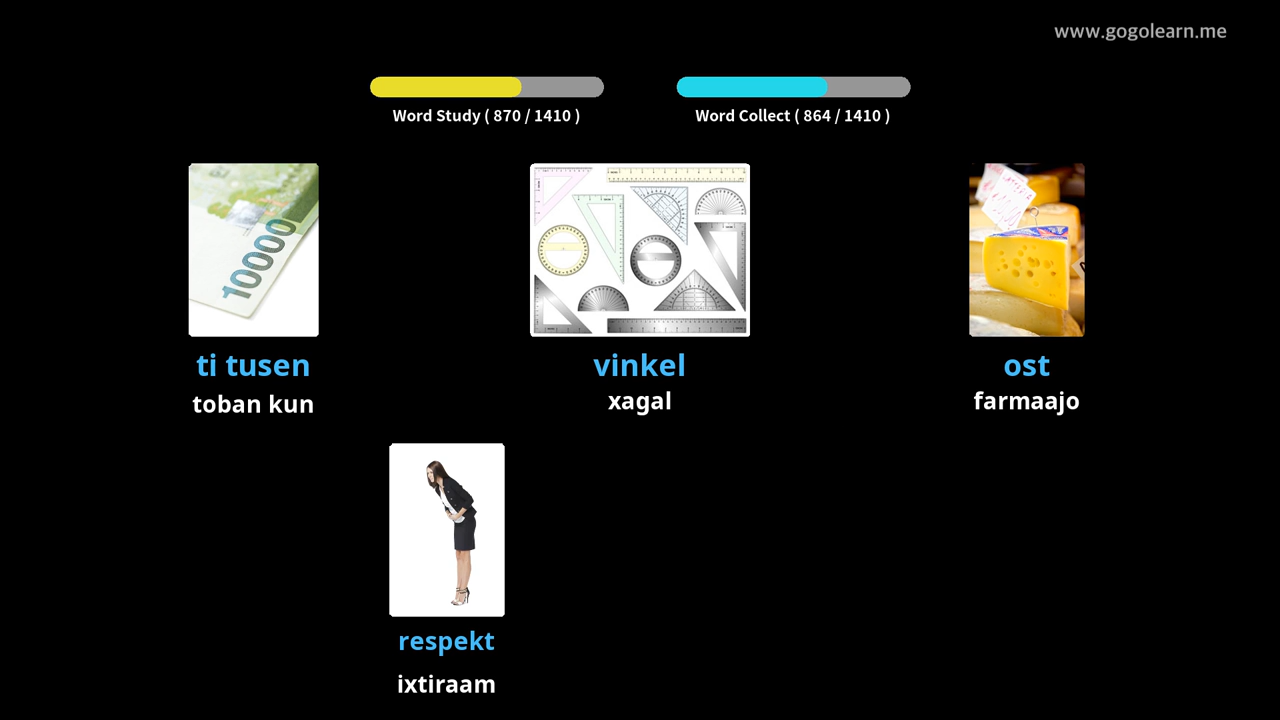 www.gogolearn.me
Word Study ( 870 / 1410 )
Word Collect ( 864 / 1410 )
10000
ti tusen
toban kun
vinkel
xagal
ost
farmaajo
respekt
ixtiraam